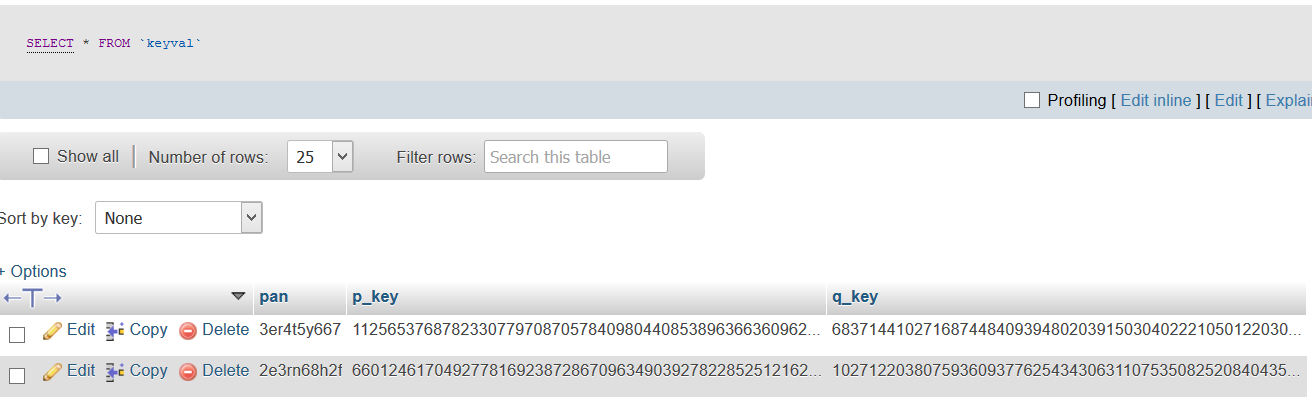 SELECT * FROM `keyval`
Profiling [ Edit inline ] [ Edit ] [ Explai
Show all Number of rows: 25 Filter rows: Search this table
Sort by key: None
+ Options
pan p_key q_key
Edit Copy Delete 3er4t5y667 11256537687823307797087057840980440853896366360962... 68371441027168744840939480203915030402221050122030...
Edit Copy Delete 2e3rn68h2f 66012461704927781692387286709634903927822852512162... 10271220380759360937762543430631107535082520840435...